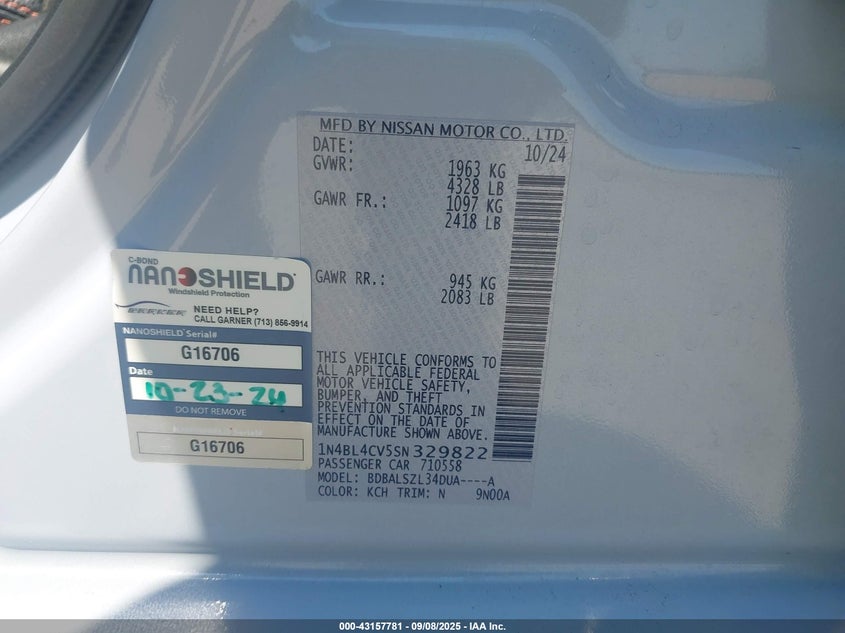 MFD BY NISSAN MOTOR CO., LTD.
DATE: 10/24
GVWR: 1963 KG
4328 LB
GAWR FR.: 1097 KG
2418 LB
GAWR RR.: 945 KG
2083 LB
THIS VEHICLE CONFORMS TO
ALL APPLICABLE FEDERAL
MOTOR VEHICLE SAFETY,
BUMPER, AND THEFT
PREVENTION STANDARDS IN
EFFECT ON THE DATE OF
MANUFACTURE SHOWN ABOVE.
1N4BL4CV5SN329822
PASSENGER CAR 710558
MODEL: BDBALSZL34DUA----A
COLOR: KCH TRIM: N 9N00A
C-BOND
NANOSHIELD
Windshield Protection
NEED HELP?
CALL GARNER (713) 856-9914
NANOSHIELD Serial#
G16706
Date
10-23-24
DO NOT REMOVE
G16706
000-43157781 - 09/08/2025 - IAA Inc.